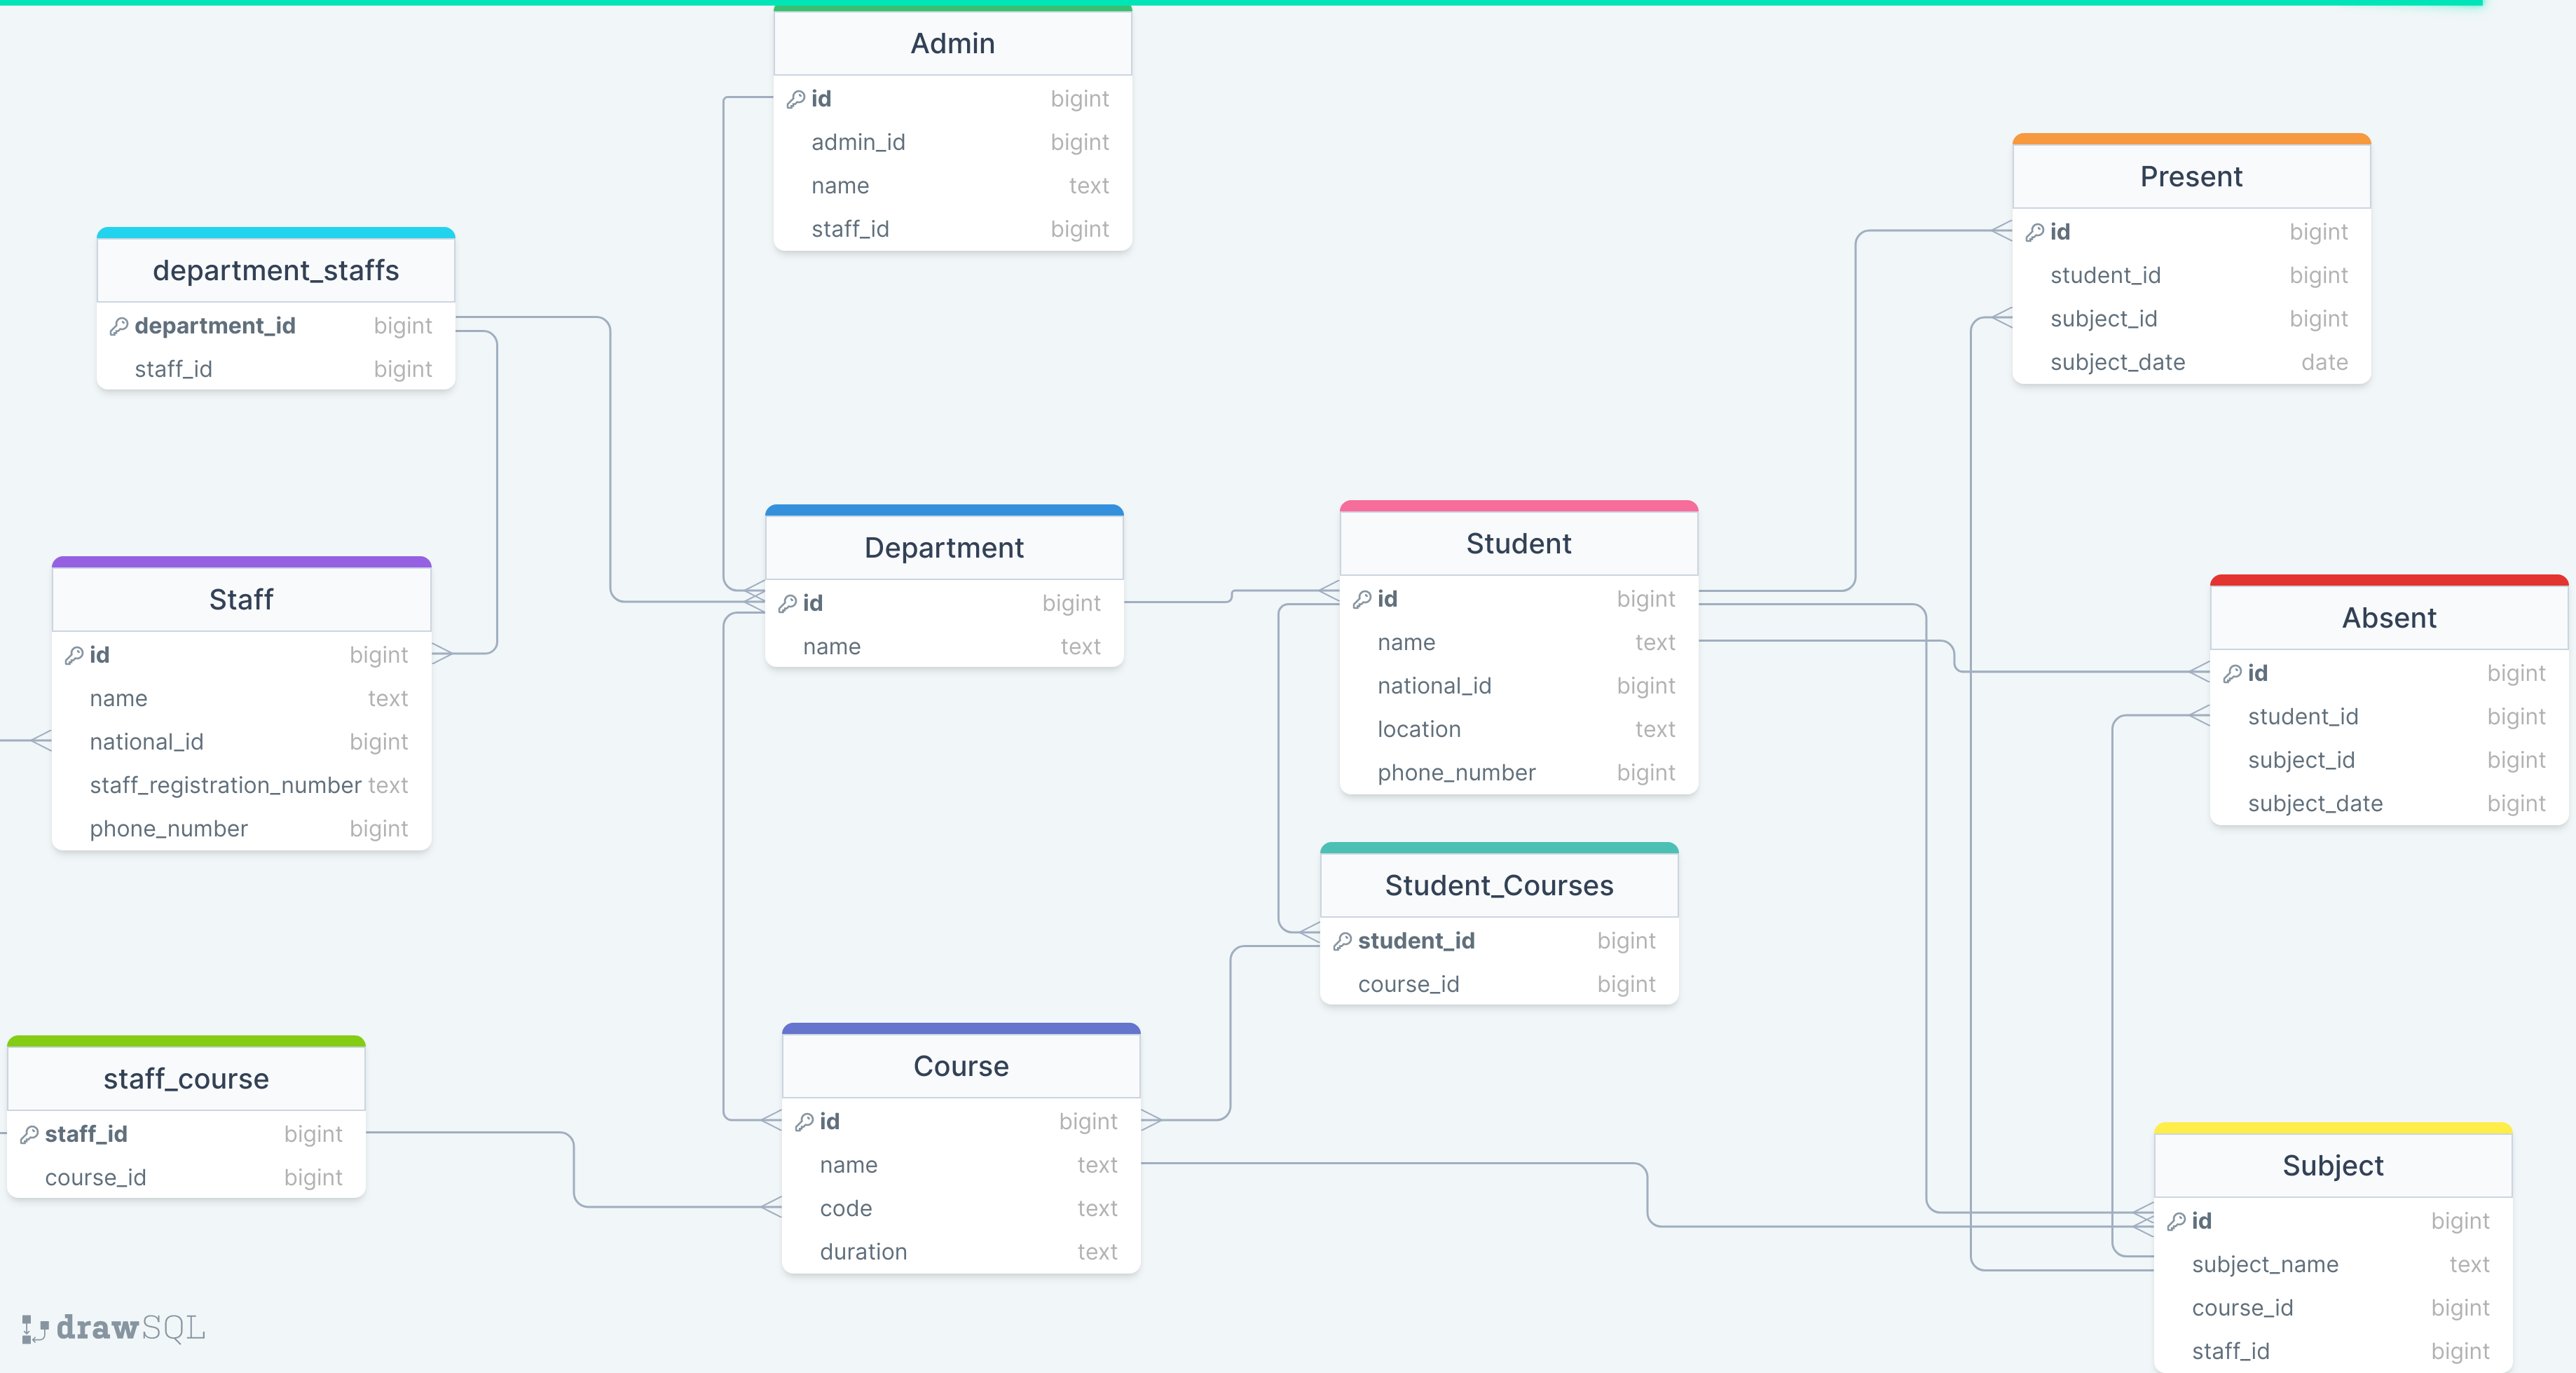 Admin
id bigint
admin_id bigint
name text
staff_id bigint
Present
id bigint
student_id bigint
subject_id bigint
subject_date date
department_staffs
department_id bigint
staff_id bigint
Staff
id bigint
name text
national_id bigint
staff_registration_number text
phone_number bigint
Department
id bigint
name text
Student
id bigint
name text
national_id bigint
location text
phone_number bigint
Absent
id bigint
student_id bigint
subject_id bigint
subject_date bigint
Student_Courses
student_id bigint
course_id bigint
staff_course
staff_id bigint
course_id bigint
Course
id bigint
name text
code text
duration text
Subject
id bigint
subject_name text
course_id bigint
staff_id bigint
drawSQL